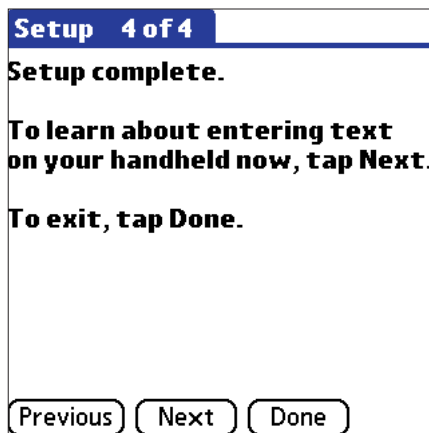 Setup 4 of 4
Setup complete.
To learn about entering text
on your handheld now, tap Next.
To exit, tap Done.
Previous Next Done